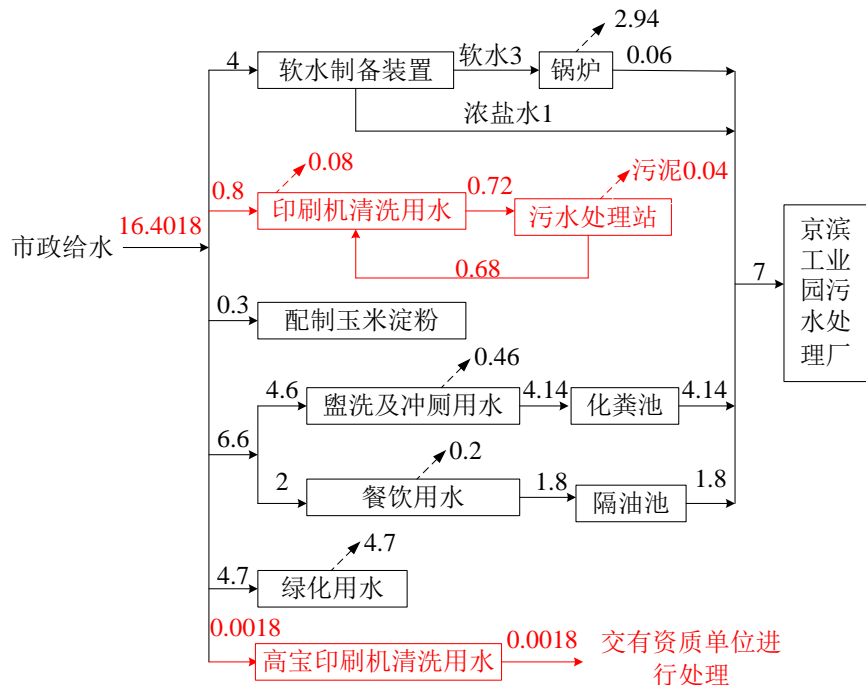 2.94
4
软水制备装置
软水3
锅炉
0.06
浓盐水1
0.08
污泥0.04
0.8
印刷机清洗用水
0.72
污水处理站
0.68
市政给水
16.4018
0.3
配制玉米淀粉
7
京滨
工业
园污
水处
理厂
0.46
4.6
盥洗及冲厕用水
4.14
化粪池
4.14
6.6
0.2
2
餐饮用水
1.8
隔油池
1.8
4.7
4.7
绿化用水
0.0018
高宝印刷机清洗用水
0.0018
交有资质单位进
行处理